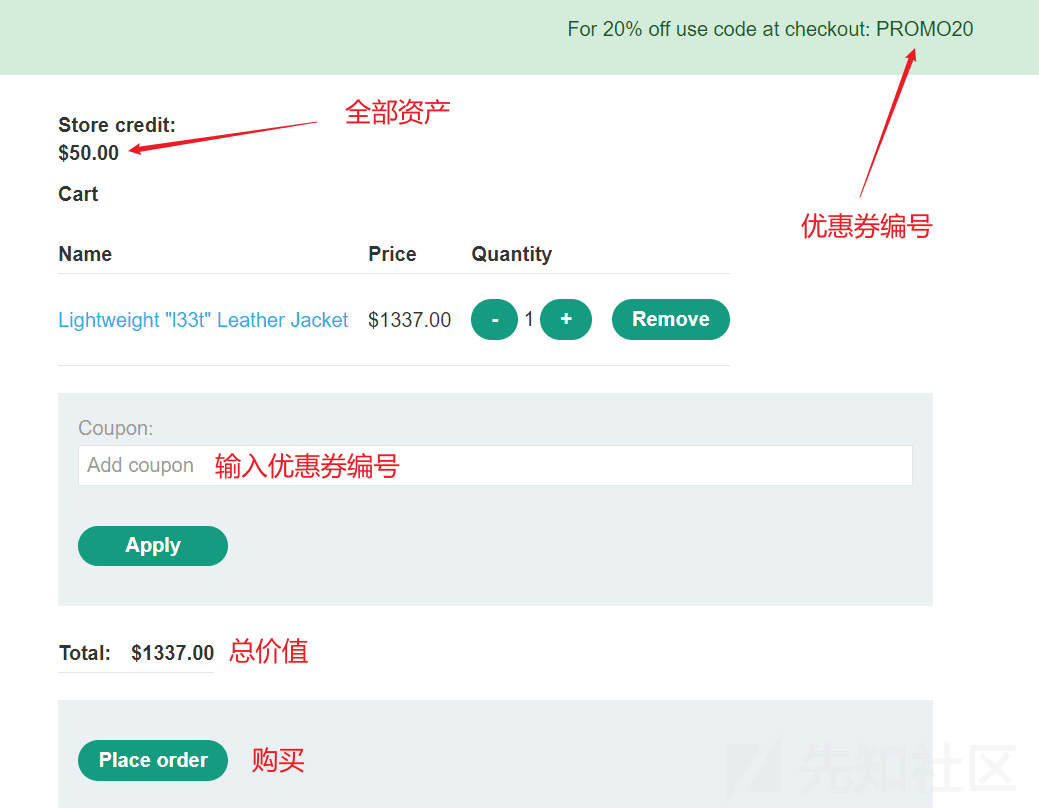 For 20% off use code at checkout: PROMO20
全部资产
Store credit:
$50.00
Cart
优惠券编号
Name Price Quantity
Lightweight "l33t" Leather Jacket $1337.00 - 1 + Remove
Coupon:
Add coupon 输入优惠券编号
Apply
Total: $1337.00 总价值
Place order 购买
先知社区